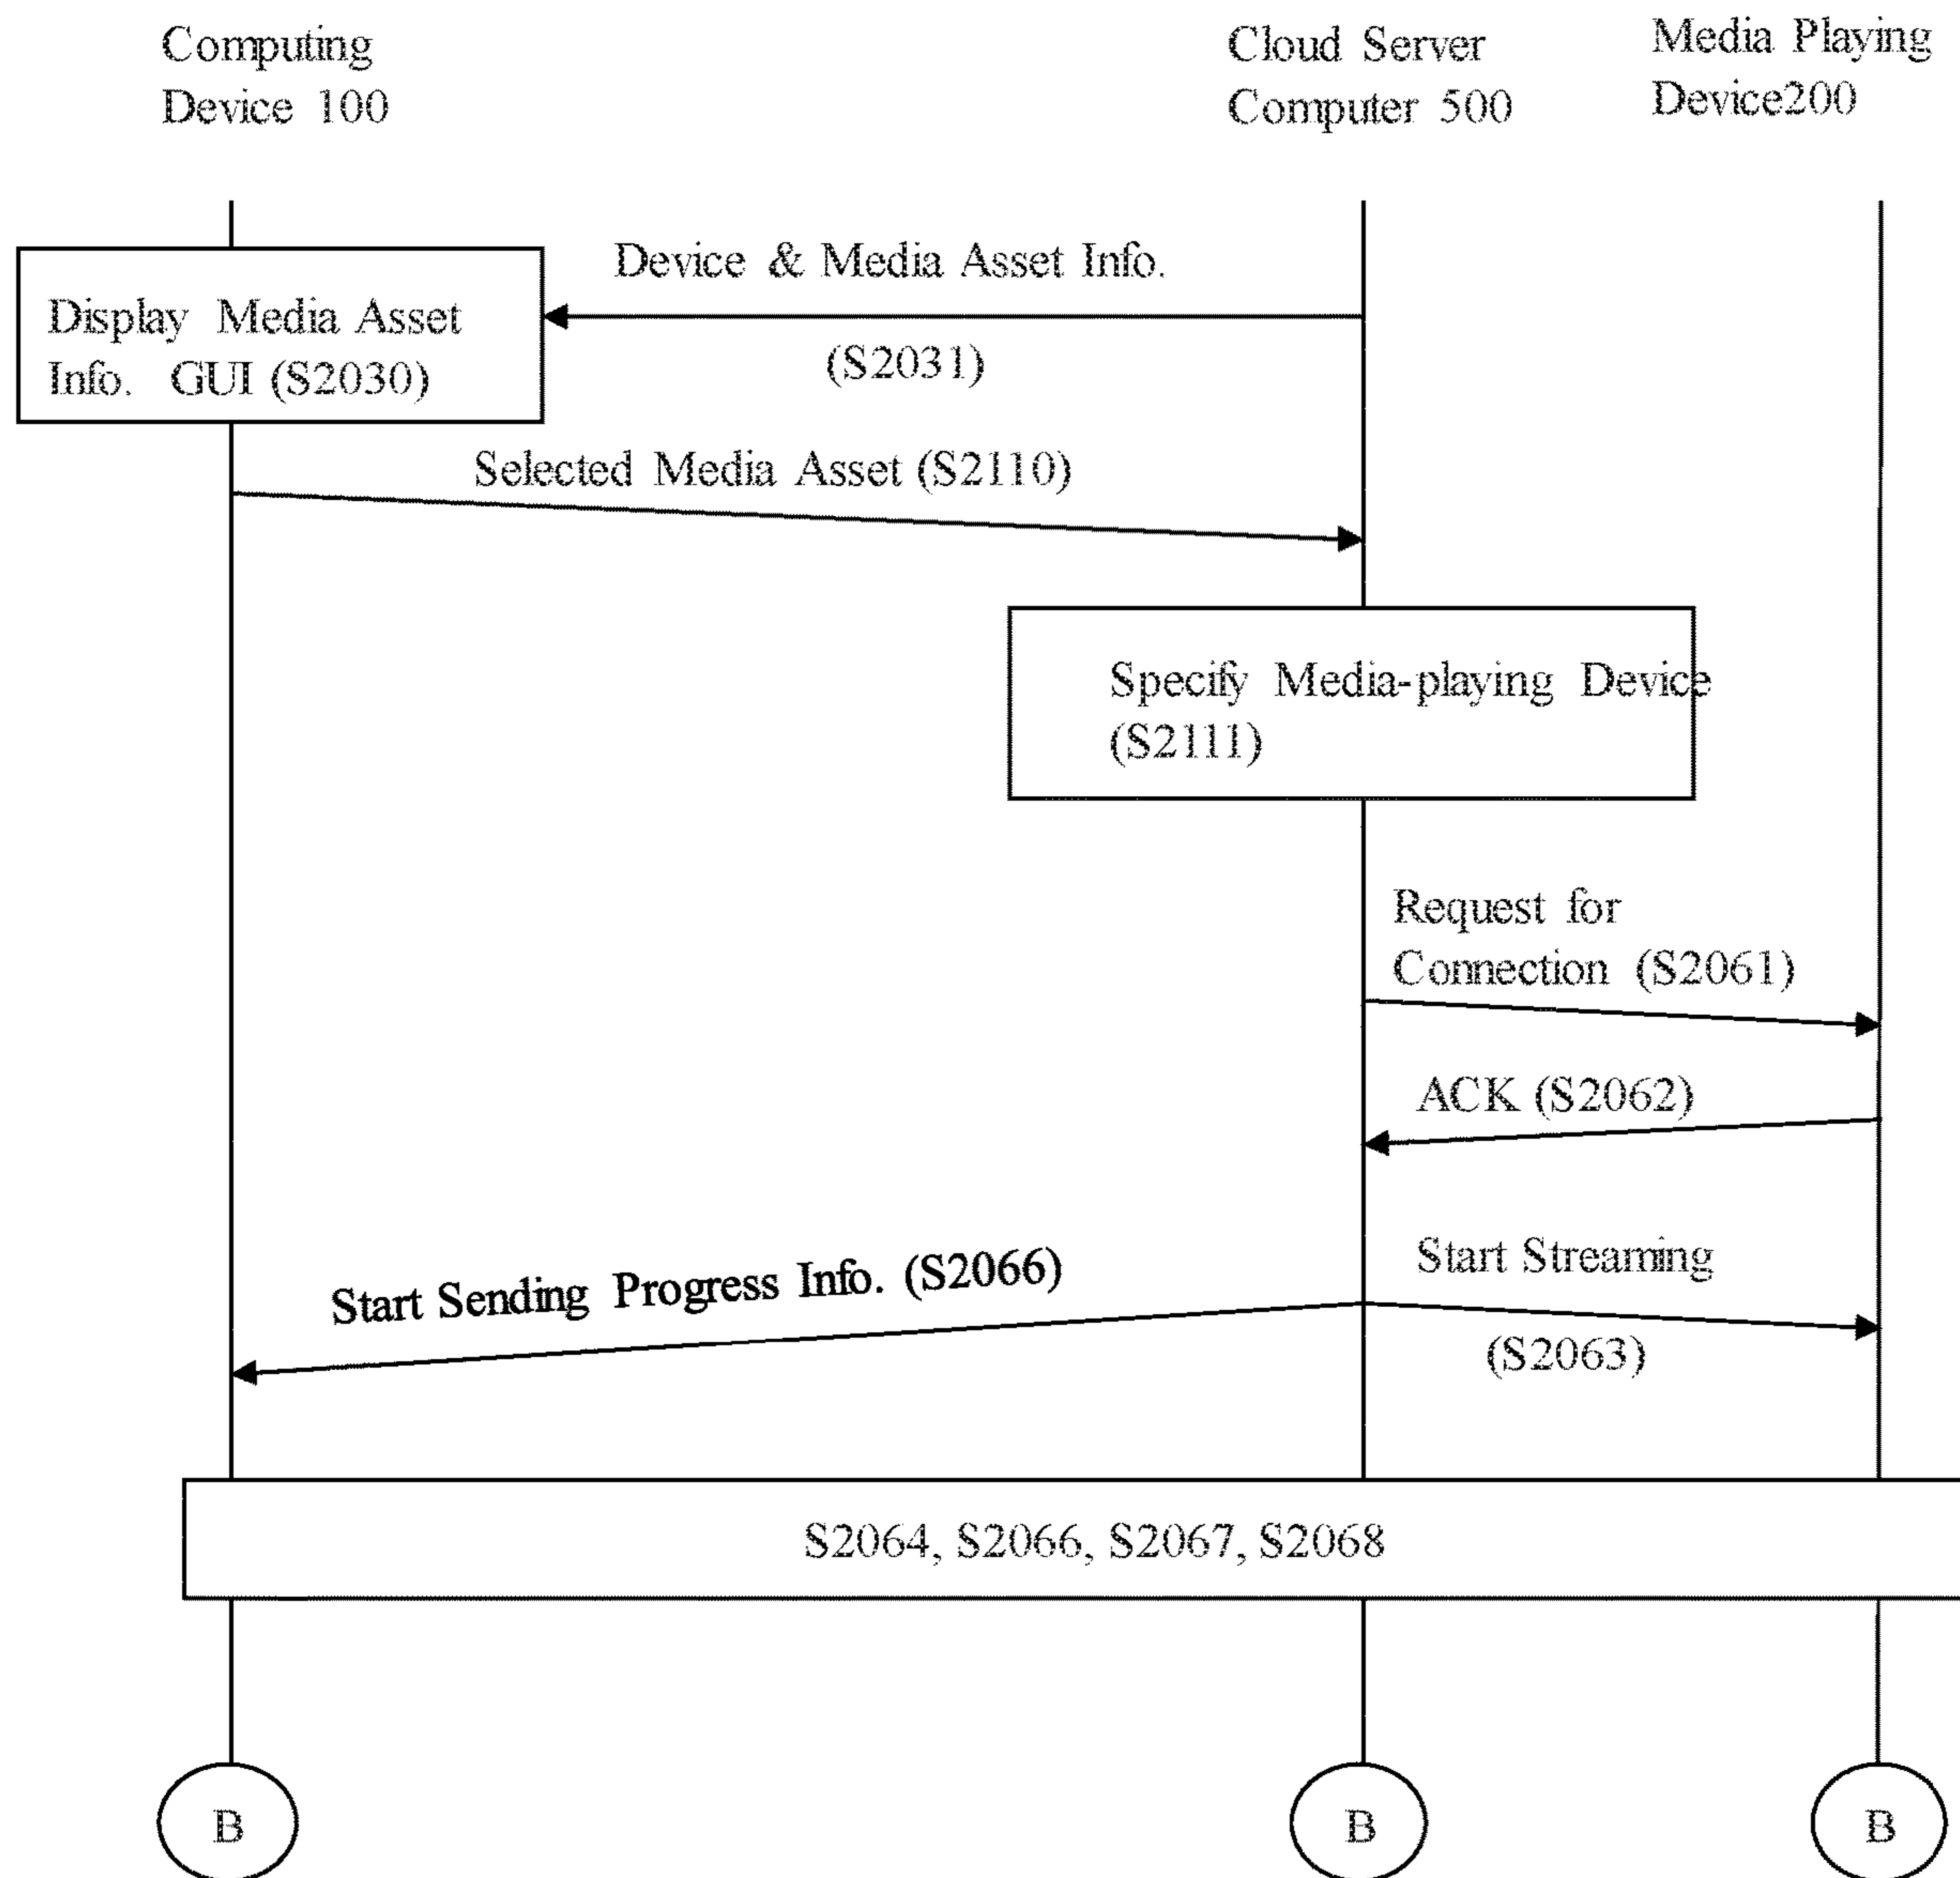 Computing
Device 100
Cloud Server
Computer 500
Media Playing
Device200
Device & Media Asset Info.
(S2031)
Display Media Asset
Info. GUI (S2030)
Selected Media Asset (S2110)
Specify Media-playing Device
(S2111)
Request for
Connection (S2061)
ACK (S2062)
Start Sending Progress Info. (S2066)
Start Streaming
(S2063)
S2064, S2066, S2067, S2068
B
B
B